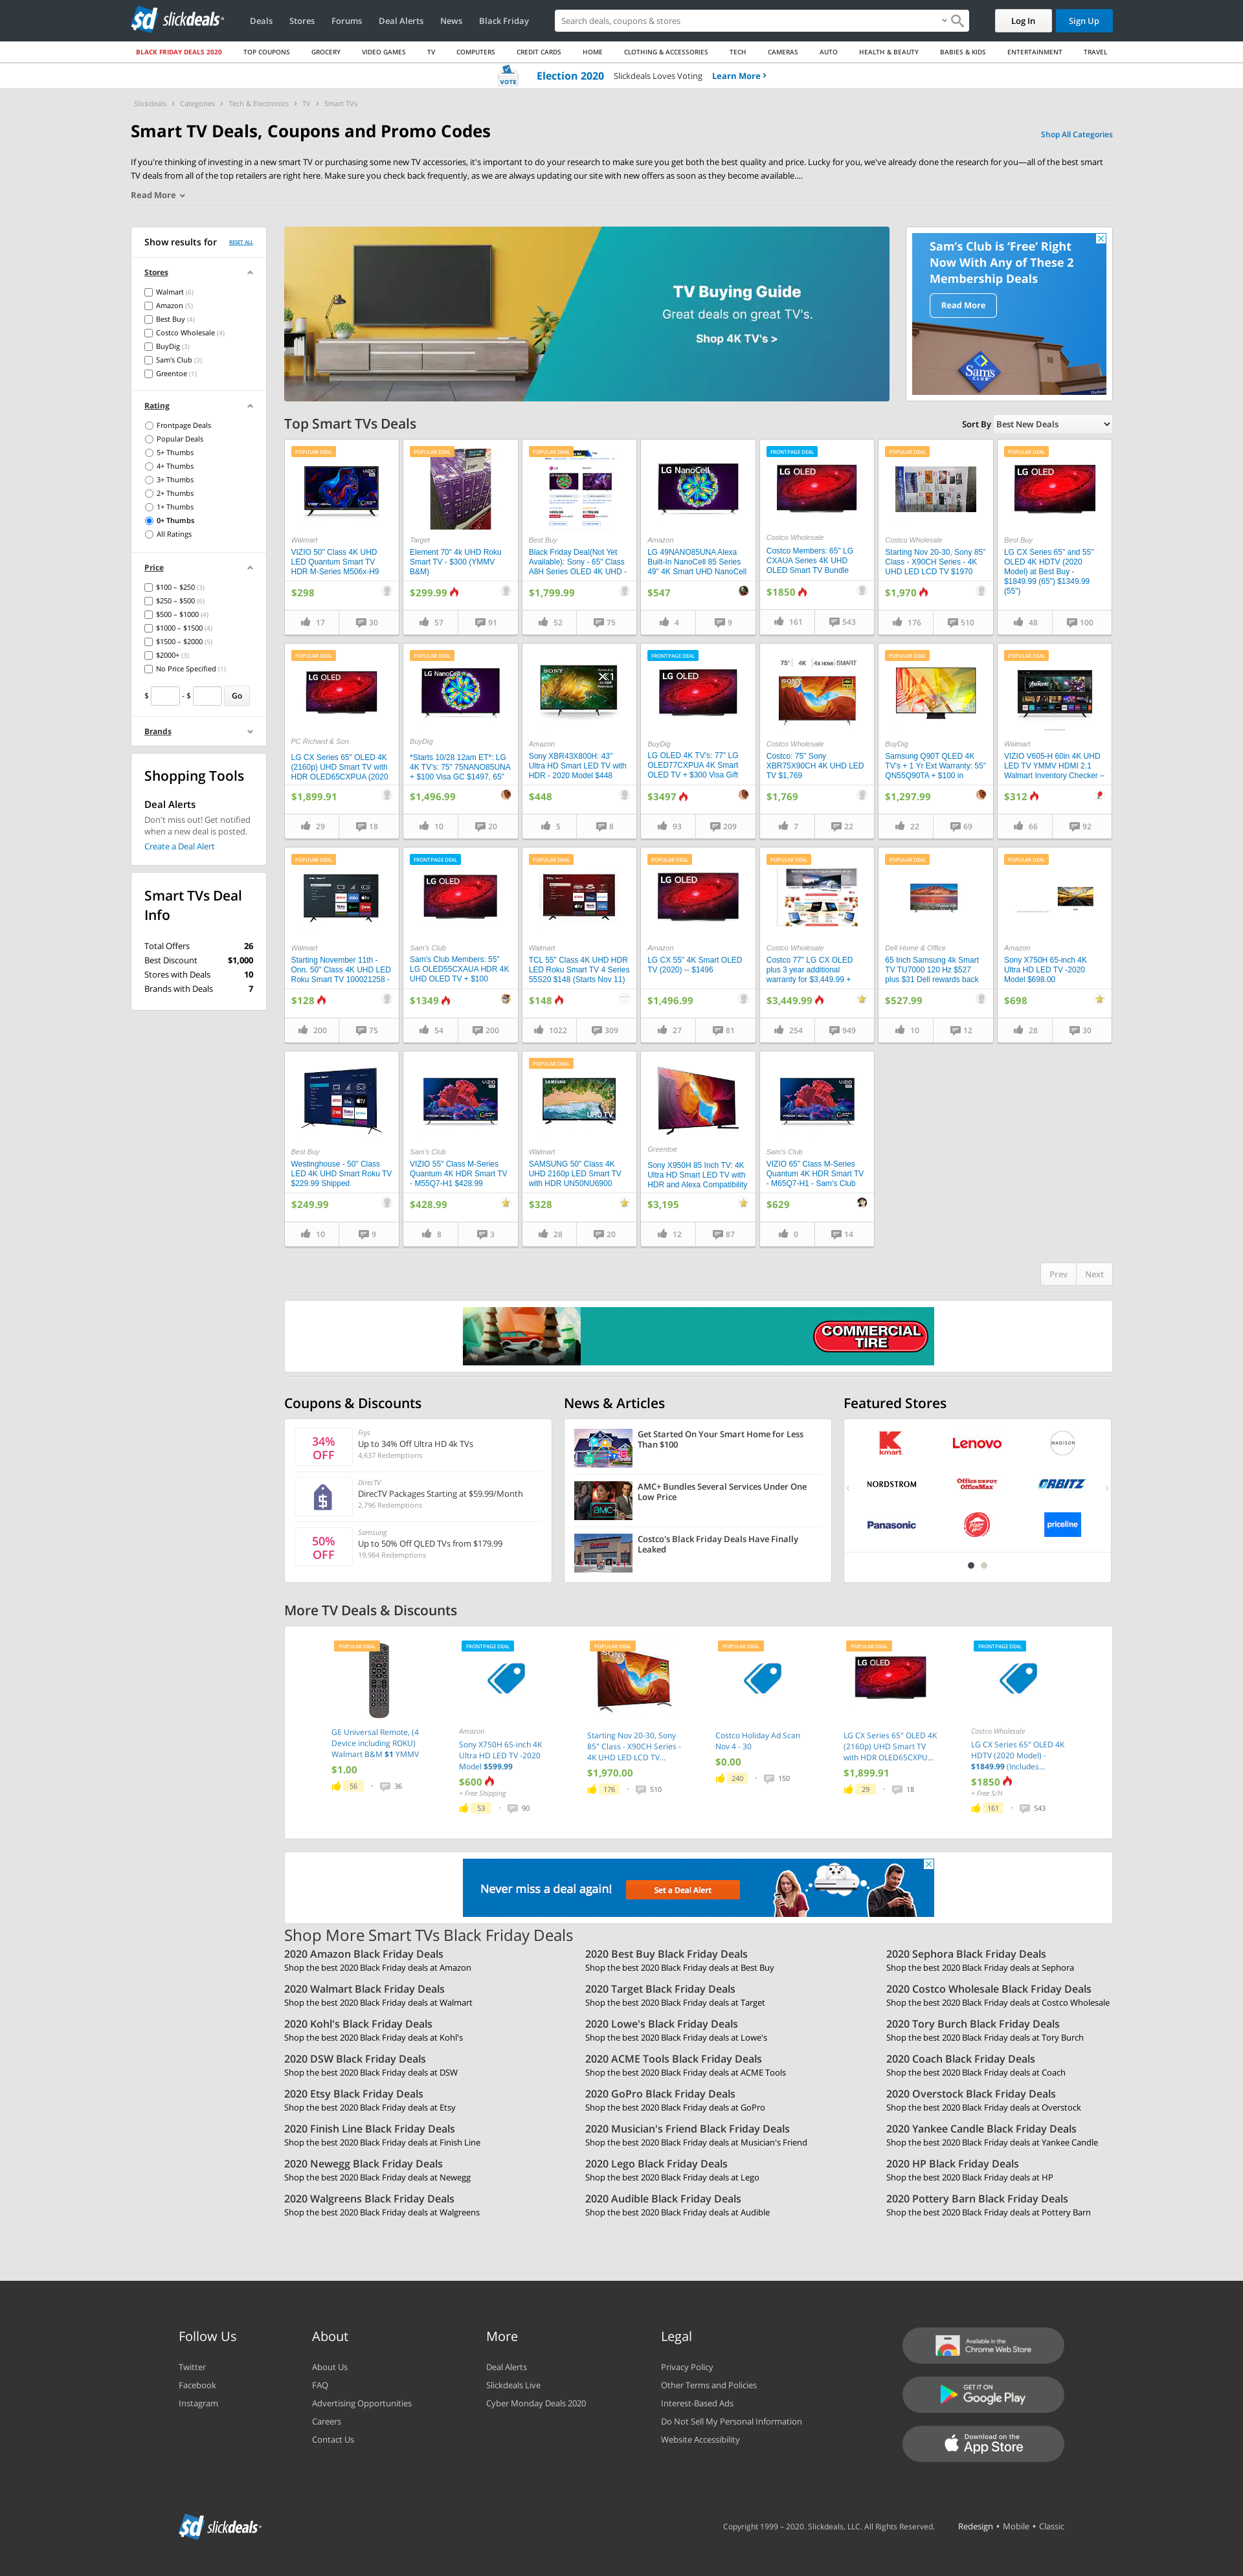 slickdeals
Deals
Stores
Forums
Deal Alerts
News
Black Friday
Search deals, coupons & stores
Log In
Sign Up
BLACK FRIDAY DEALS 2020
TOP COUPONS
GROCERY
VIDEO GAMES
TV
COMPUTERS
CREDIT CARDS
HOME
CLOTHING & ACCESSORIES
TECH
CAMERAS
AUTO
HEALTH & BEAUTY
BABIES & KIDS
ENTERTAINMENT
TRAVEL
VOTE
Election 2020 Slickdeals Loves Voting Learn More
Slickdeals > Categories > Tech & Electronics > TV > Smart TVs
Smart TV Deals, Coupons and Promo Codes
Shop All Categories
If you're thinking of investing in a new smart TV or purchasing some new TV accessories, it's important to do your research to make sure you get both the best quality and price. Lucky for you, we've already done the research for you—all of the best smart
TV deals from all of the top retailers are right here. Make sure you check back frequently, as we are always updating our site with new offers as soon as they become available....
Read More
Show results for
RESET ALL
Stores
Walmart (6)
Amazon (5)
Best Buy (4)
Costco Wholesale (4)
BuyDig (3)
Sam's Club (3)
Greentoe (1)
Rating
Frontpage Deals
Popular Deals
5+ Thumbs
4+ Thumbs
3+ Thumbs
2+ Thumbs
1+ Thumbs
0+ Thumbs
All Ratings
Price
$100 – $250 (3)
$250 – $500 (6)
$500 – $1000 (4)
$1000 – $1500 (4)
$1500 – $2000 (5)
$2000+ (3)
No Price Specified (1)
$ - $ Go
Brands
Shopping Tools
Deal Alerts
Don't miss out! Get notified
when a new deal is posted.
Create a Deal Alert
Smart TVs Deal
Info
Total Offers 26
Best Discount $1,000
Stores with Deals 10
Brands with Deals 7
TV Buying Guide
Great deals on great TV's.
Shop 4K TV's >
Sam's Club is 'Free' Right
Now With Any of These 2
Membership Deals
Read More
Sam's
CLUB
Top Smart TVs Deals
Sort By Best New Deals
POPULAR DEAL
Walmart
VIZIO 50" Class 4K UHD
LED Quantum Smart TV
HDR M-Series M506x-H9
$298
17
30
POPULAR DEAL
Target
Element 70" 4k UHD Roku
Smart TV - $300 (YMMV
B&M)
$299.99
57
91
POPULAR DEAL
Best Buy
Black Friday Deal(Not Yet
Available): Sony - 65" Class
A8H Series OLED 4K UHD -
$1,799.99
52
75
LG NanoCell
Amazon
LG 49NANO85UNA Alexa
Built-In NanoCell 85 Series
49" 4K Smart UHD NanoCell
$547
4
9
FRONTPAGE DEAL
LG OLED
Costco Wholesale
Costco Members: 65" LG
CXAUA Series 4K UHD
OLED Smart TV Bundle
$1850
161
543
POPULAR DEAL
Costco Wholesale
Starting Nov 20-30, Sony 85"
Class - X90CH Series - 4K
UHD LED LCD TV $1970
$1,970
176
510
POPULAR DEAL
LG OLED
Best Buy
LG CX Series 65" and 55"
OLED 4K HDTV (2020
Model) at Best Buy -
$1849.99 (65") $1349.99
(55")
48
100
POPULAR DEAL
LG OLED
PC Richard & Son
LG CX Series 65" OLED 4K
(2160p) UHD Smart TV with
HDR OLED65CXPUA (2020
$1,899.91
29
18
POPULAR DEAL
LG NanoCell
BuyDig
*Starts 10/28 12am ET*: LG
4K TV's: 75" 75NANO85UNA
+ $100 Visa GC $1497, 65"
$1,496.99
10
20
SONY
X1
Amazon
Sony XBR43X800H: 43"
Ultra HD Smart LED TV with
HDR - 2020 Model $448
$448
5
8
FRONTPAGE DEAL
LG OLED
BuyDig
LG OLED 4K TV's: 77" LG
OLED77CXPUA 4K Smart
OLED TV + $300 Visa Gift
$3497
93
209
75" 4K 4x HDMI SMART
SONY
Costco Wholesale
Costco: 75" Sony
XBR75X90CH 4K UHD LED
TV $1,769
$1,769
7
22
POPULAR DEAL
BuyDig
Samsung Q90T QLED 4K
TV's + 1 Yr Ext Warranty: 55"
QN55Q90TA + $100 in
$1,297.99
22
69
POPULAR DEAL
Walmart
VIZIO V605-H 60in 4K UHD
LED TV YMMV HDMI 2.1
Walmart Inventory Checker –
$312
66
92
POPULAR DEAL
Walmart
Starting November 11th -
Onn. 50" Class 4K UHD LED
Roku Smart TV 100021258 -
$128
200
75
FRONTPAGE DEAL
LG OLED
Sam's Club
Sam's Club Members: 55"
LG OLED55CXAUA HDR 4K
UHD OLED TV + $100
$1349
54
200
POPULAR DEAL
Walmart
TCL 55" Class 4K UHD HDR
LED Roku Smart TV 4 Series
55S20 $148 (Starts Nov 11)
$148
1022
309
POPULAR DEAL
LG OLED
Amazon
LG CX 55" 4K Smart OLED
TV (2020) -- $1496
$1,496.99
27
81
POPULAR DEAL
Costco Wholesale
Costco 77" LG CX OLED
plus 3 year additional
warranty for $3,449.99 +
$3,449.99
254
949
POPULAR DEAL
Dell Home & Office
65 Inch Samsung 4k Smart
TV TU7000 120 Hz $527
plus $31 Dell rewards back
$527.99
10
12
POPULAR DEAL
Amazon
Sony X750H 65-inch 4K
Ultra HD LED TV -2020
Model $698.00
$698
28
30
Best Buy
Westinghouse - 50" Class
LED 4K UHD Smart Roku TV
$229.99 Shipped
$249.99
10
9
VIZIO
Sam's Club
VIZIO 55" Class M-Series
Quantum 4K HDR Smart TV
- M55Q7-H1 $428.99
$428.99
8
3
POPULAR DEAL
SAMSUNG
UHD TV
Walmart
SAMSUNG 50" Class 4K
UHD 2160p LED Smart TV
with HDR UN50NU6900
$328
28
20
Greentoe
Sony X950H 85 Inch TV: 4K
Ultra HD Smart LED TV with
HDR and Alexa Compatibility
$3,195
12
87
VIZIO
Sam's Club
VIZIO 65" Class M-Series
Quantum 4K HDR Smart TV
- M65Q7-H1 - Sam's Club
$629
0
14
Prev
Next
COMMERCIAL
TIRE
Coupons & Discounts
34%
OFF
Frys
Up to 34% Off Ultra HD 4k TVs
4,637 Redemptions
DirecTV
DirecTV Packages Starting at $59.99/Month
2,796 Redemptions
50%
OFF
Samsung
Up to 50% Off QLED TVs from $179.99
19,984 Redemptions
News & Articles
Get Started On Your Smart Home for Less
Than $100
amc+
AMC+ Bundles Several Services Under One
Low Price
Costco's Black Friday Deals Have Finally
Leaked
Featured Stores
kmart
Lenovo
MADISON
NORDSTROM
Office DEPOT
OfficeMax
ORBITZ
Panasonic
Pizza Hut
priceline
More TV Deals & Discounts
POPULAR DEAL
GE Universal Remote, (4
Device including ROKU)
Walmart B&M $1 YMMV
$1.00
56
36
FRONTPAGE DEAL
Amazon
Sony X750H 65-inch 4K
Ultra HD LED TV -2020
Model $599.99
$600
+ Free Shipping
53
90
POPULAR DEAL
SONY
Starting Nov 20-30, Sony
85" Class - X90CH Series -
4K UHD LED LCD TV...
$1,970.00
176
510
POPULAR DEAL
Costco Holiday Ad Scan
Nov 4 - 30
$0.00
240
150
POPULAR DEAL
LG OLED
LG CX Series 65" OLED 4K
(2160p) UHD Smart TV
with HDR OLED65CXPU...
$1,899.91
29
18
FRONTPAGE DEAL
Costco Wholesale
LG CX Series 65" OLED 4K
HDTV (2020 Model) -
$1849.99 (Includes...
$1850
+ Free S/H
161
543
Never miss a deal again!
Set a Deal Alert
Shop More Smart TVs Black Friday Deals
2020 Amazon Black Friday Deals
Shop the best 2020 Black Friday deals at Amazon
2020 Best Buy Black Friday Deals
Shop the best 2020 Black Friday deals at Best Buy
2020 Sephora Black Friday Deals
Shop the best 2020 Black Friday deals at Sephora
2020 Walmart Black Friday Deals
Shop the best 2020 Black Friday deals at Walmart
2020 Target Black Friday Deals
Shop the best 2020 Black Friday deals at Target
2020 Costco Wholesale Black Friday Deals
Shop the best 2020 Black Friday deals at Costco Wholesale
2020 Kohl's Black Friday Deals
Shop the best 2020 Black Friday deals at Kohl's
2020 Lowe's Black Friday Deals
Shop the best 2020 Black Friday deals at Lowe's
2020 Tory Burch Black Friday Deals
Shop the best 2020 Black Friday deals at Tory Burch
2020 DSW Black Friday Deals
Shop the best 2020 Black Friday deals at DSW
2020 ACME Tools Black Friday Deals
Shop the best 2020 Black Friday deals at ACME Tools
2020 Coach Black Friday Deals
Shop the best 2020 Black Friday deals at Coach
2020 Etsy Black Friday Deals
Shop the best 2020 Black Friday deals at Etsy
2020 GoPro Black Friday Deals
Shop the best 2020 Black Friday deals at GoPro
2020 Overstock Black Friday Deals
Shop the best 2020 Black Friday deals at Overstock
2020 Finish Line Black Friday Deals
Shop the best 2020 Black Friday deals at Finish Line
2020 Musician's Friend Black Friday Deals
Shop the best 2020 Black Friday deals at Musician's Friend
2020 Yankee Candle Black Friday Deals
Shop the best 2020 Black Friday deals at Yankee Candle
2020 Newegg Black Friday Deals
Shop the best 2020 Black Friday deals at Newegg
2020 Lego Black Friday Deals
Shop the best 2020 Black Friday deals at Lego
2020 HP Black Friday Deals
Shop the best 2020 Black Friday deals at HP
2020 Walgreens Black Friday Deals
Shop the best 2020 Black Friday deals at Walgreens
2020 Audible Black Friday Deals
Shop the best 2020 Black Friday deals at Audible
2020 Pottery Barn Black Friday Deals
Shop the best 2020 Black Friday deals at Pottery Barn
Follow Us
Twitter
Facebook
Instagram
About
About Us
FAQ
Advertising Opportunities
Careers
Contact Us
More
Deal Alerts
Slickdeals Live
Cyber Monday Deals 2020
Legal
Privacy Policy
Other Terms and Policies
Interest-Based Ads
Do Not Sell My Personal Information
Website Accessibility
Available in the
Chrome Web Store
GET IT ON
Google Play
Download on the
App Store
slickdeals
Copyright 1999 – 2020. Slickdeals, LLC. All Rights Reserved.
Redesign • Mobile • Classic